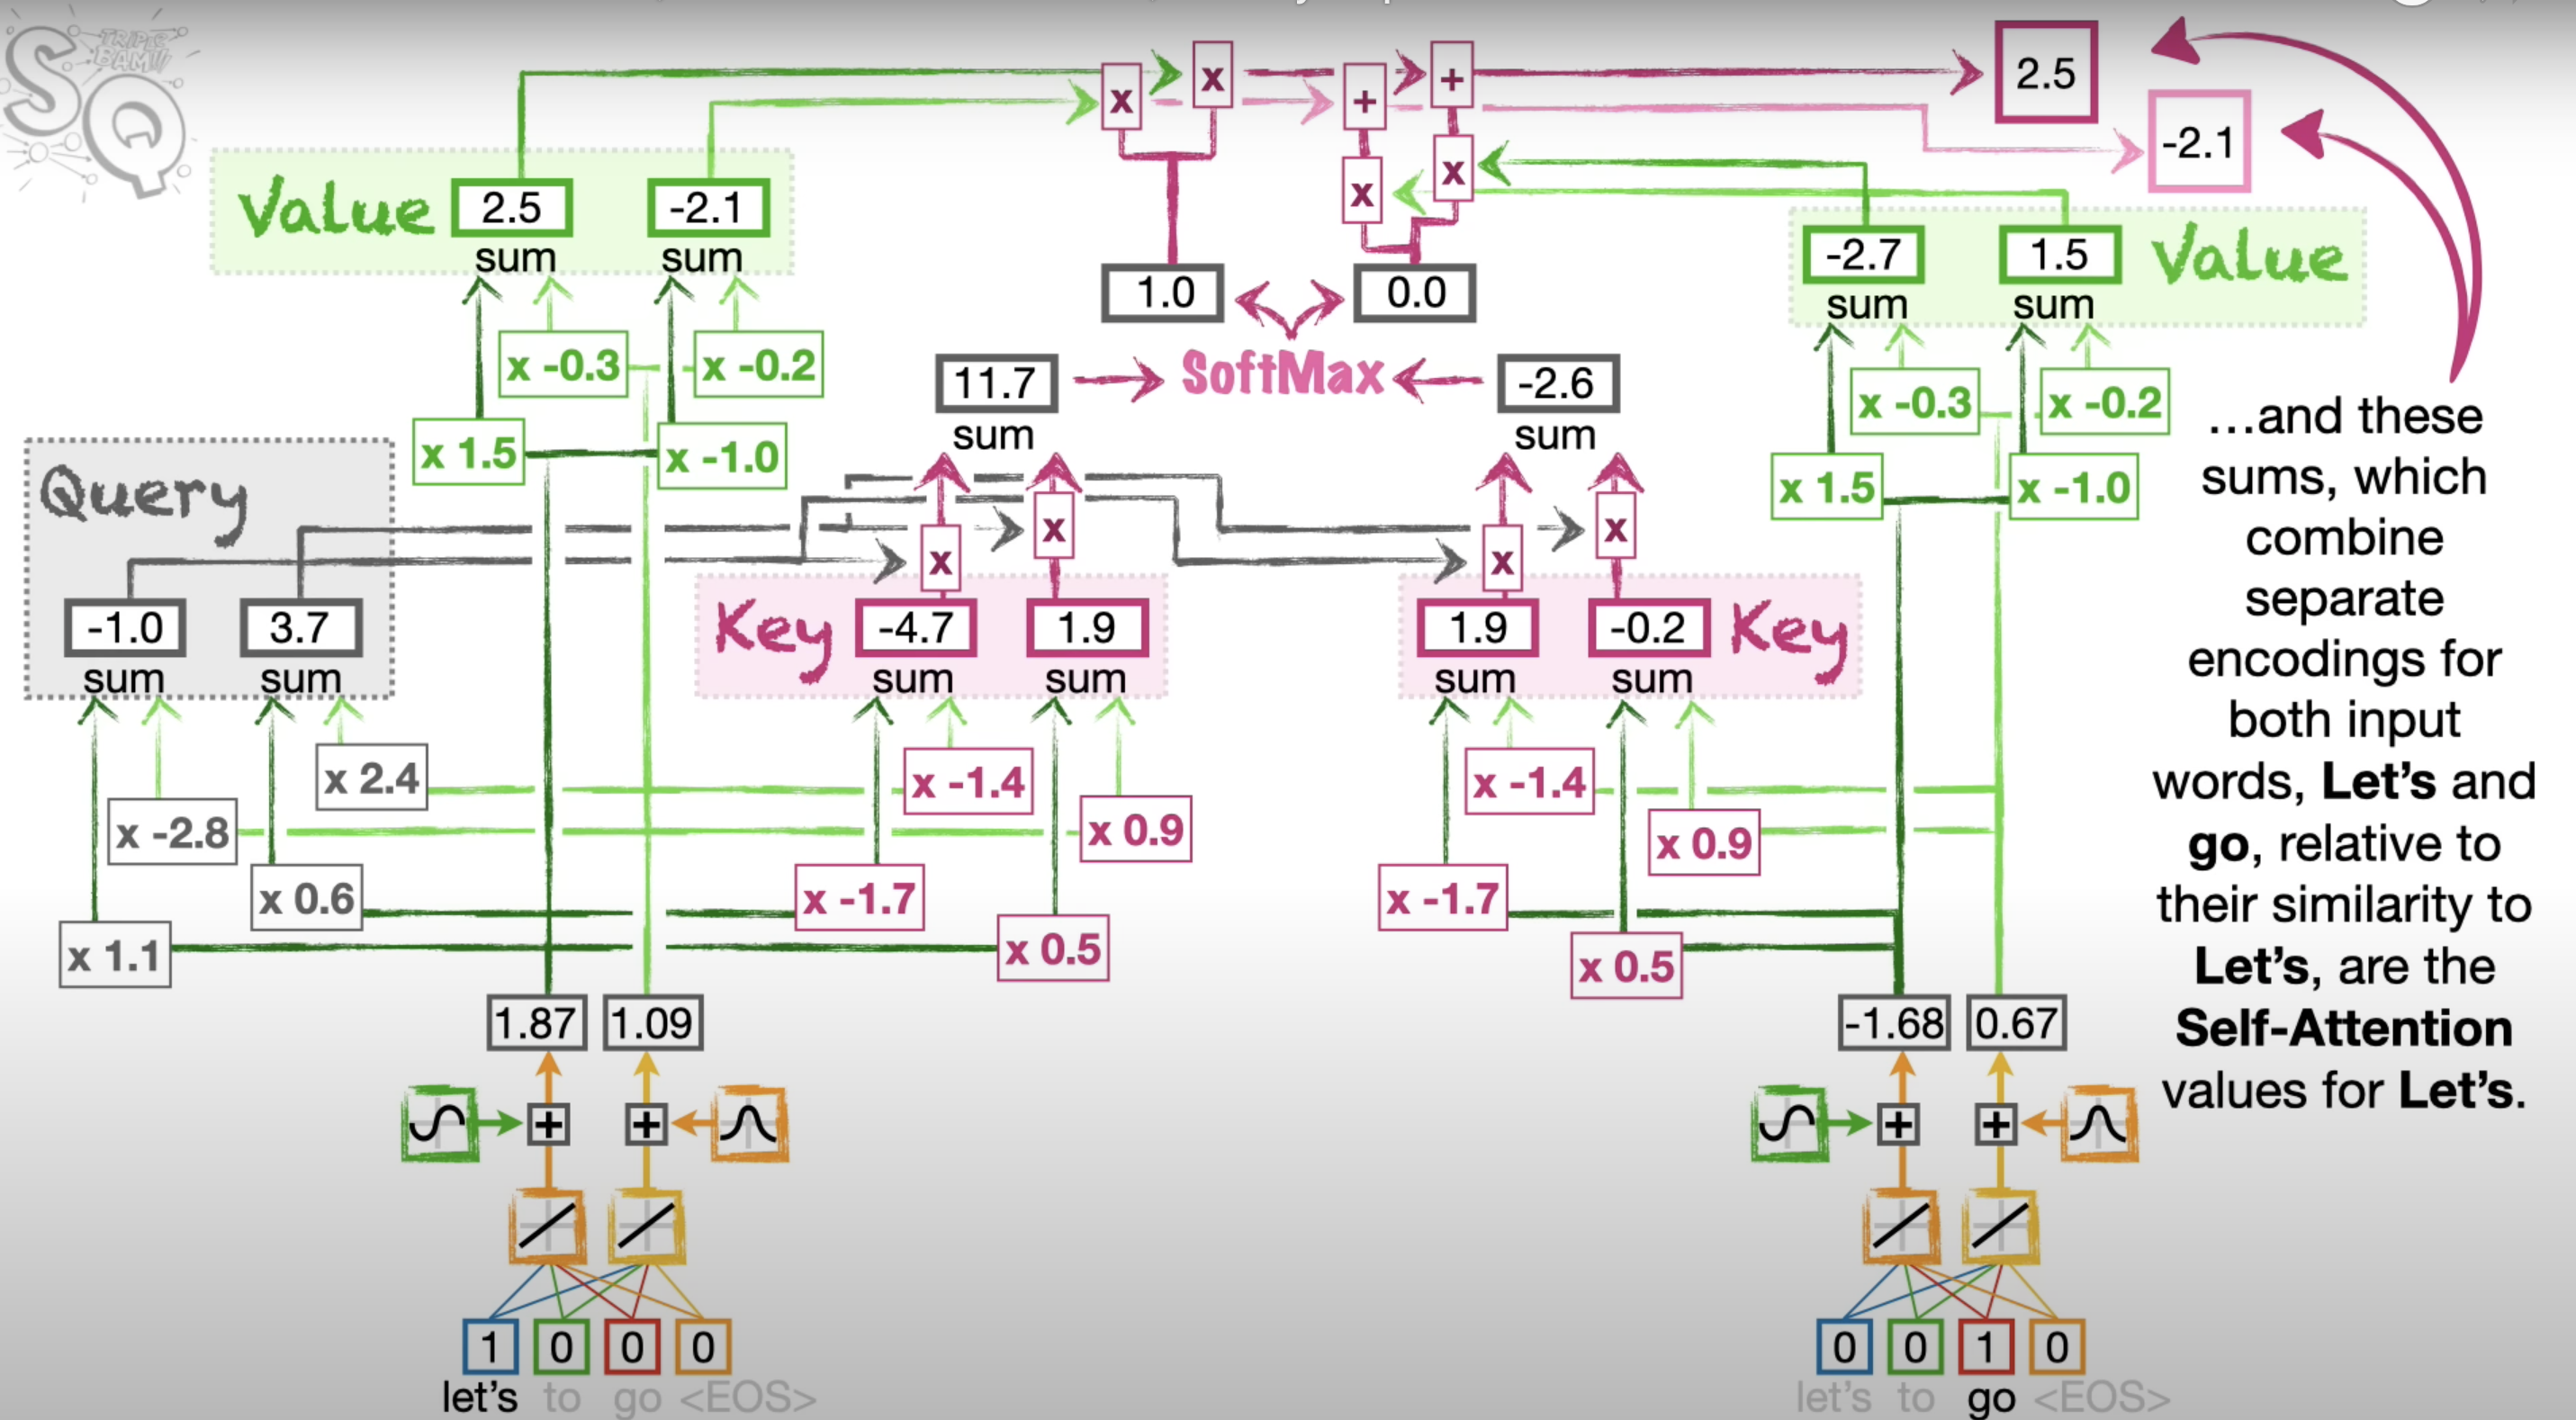 TRIPLE
BAM!!!
SQ
x x + +
2.5
-2.1
x x
Value 2.5 -2.1
sum sum
-2.7 1.5 Value
sum sum
1.0 0.0
SoftMax
11.7 -2.6
sum sum
x -0.3 x -0.2
x 1.5 x -1.0
x -0.3 x -0.2
x 1.5 x -1.0
Query
-1.0 3.7
sum sum
x x
Key -4.7 1.9
sum sum
x x
1.9 -0.2 Key
sum sum
x 2.4
x -2.8
x 0.6
x 1.1
x -1.4
x 0.9
x -1.7
x 0.5
x -1.4
x 0.9
x -1.7
x 0.5
1.87 1.09
+ +
1 0 0 0
let's to go <EOS>
-1.68 0.67
+ +
0 0 1 0
let's to go <EOS>
...and these
sums, which
combine
separate
encodings for
both input
words, Let's and
go, relative to
their similarity to
Let's, are the
Self-Attention
values for Let's.